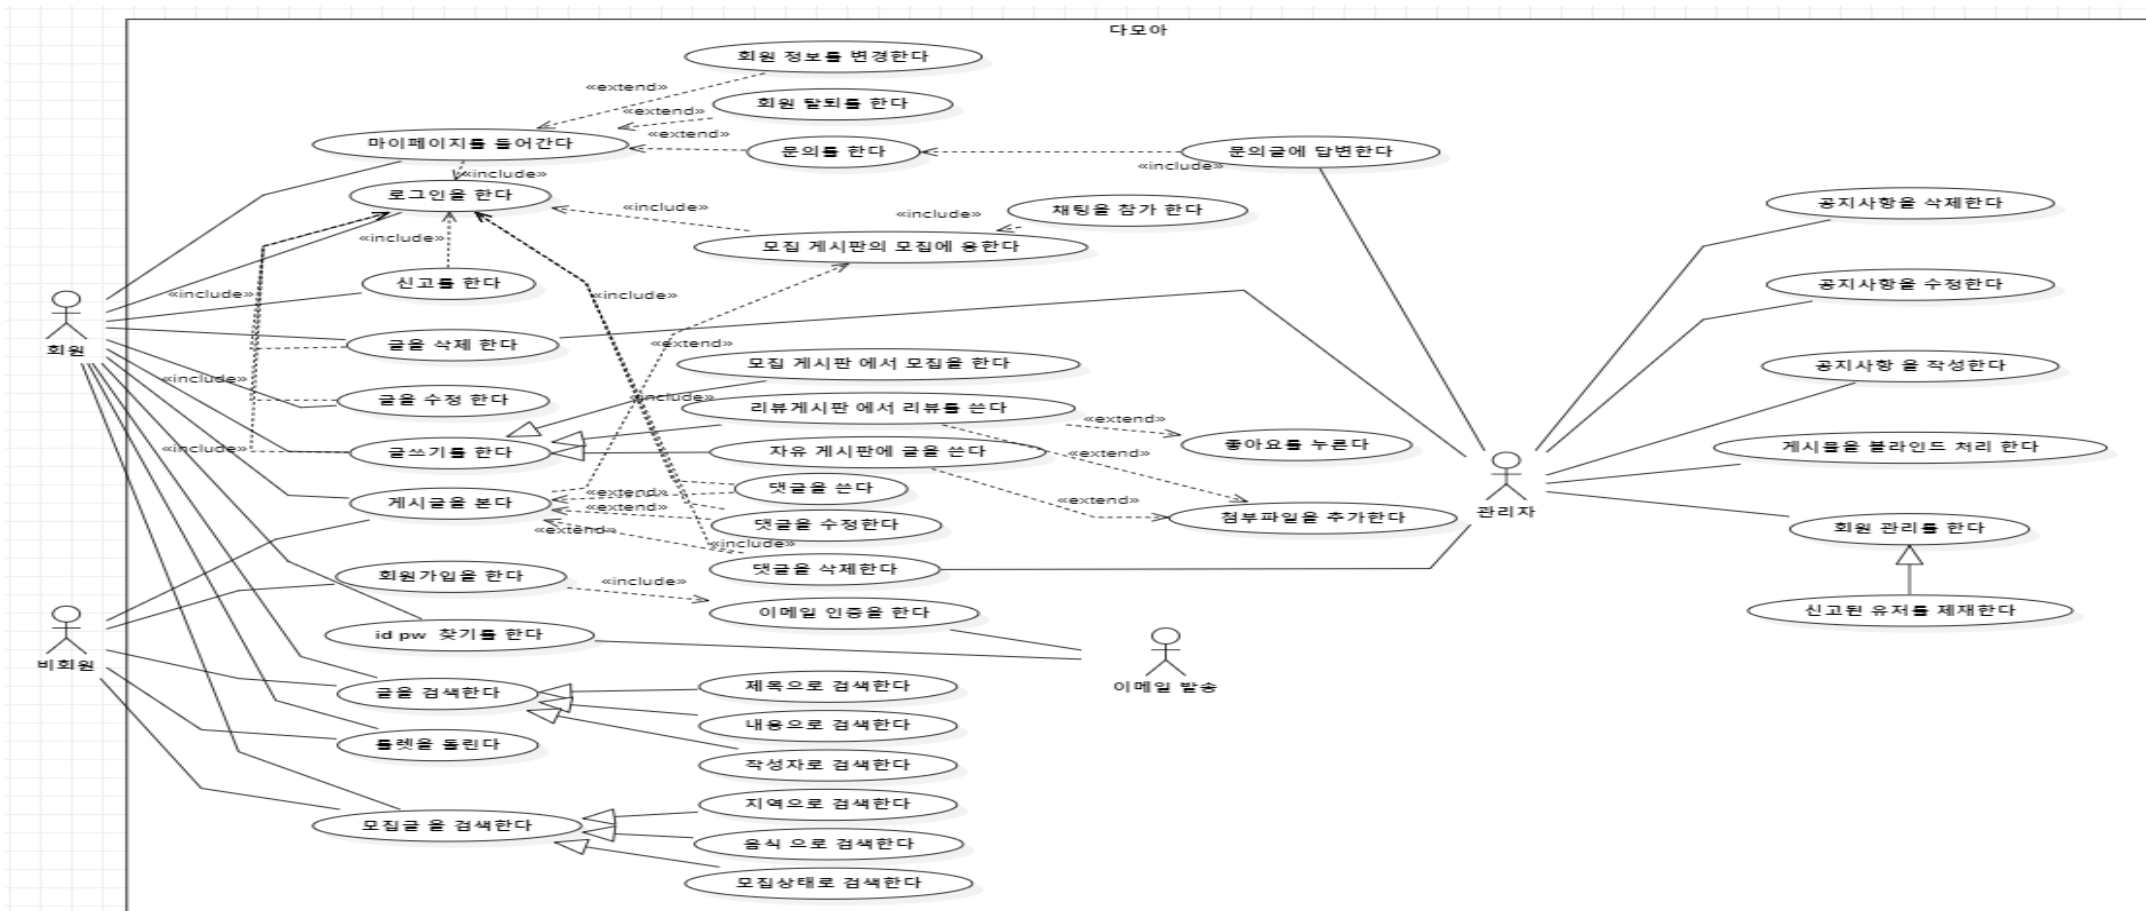 다모아
회원 정보를 변경한다
«extend»
회원 탈퇴를 한다
«extend»
«extend»
마이페이지를 들어간다
문의를 한다
문의글에 답변한다
«include»
«include»
로그인을 한다
공지사항을 삭제한다
«include»
«include»
채팅을 참가 한다
«include»
모집 게시판의 모집에 응한다
신고를 한다
공지사항을 수정한다
«include»
«include»
회원
글을 삭제 한다
«extend»
모집 게시판 에서 모집을 한다
공지사항 을 작성한다
«include»
글을 수정 한다
«include»
리뷰게시판 에서 리뷰를 쓴다
«extend»
좋아요를 누른다
게시물을 블라인드 처리 한다
«include»
글쓰기를 한다
자유 게시판에 글을 쓴다
«extend»
게시글을 본다
«extend»
댓글을 쓴다
«extend»
«extend»
댓글을 수정한다
첨부파일을 추가한다
관리자
회원 관리를 한다
«extend»
«include»
댓글을 삭제한다
회원가입을 한다
«include»
이메일 인증을 한다
신고된 유저를 제재한다
id pw 찾기를 한다
비회원
이메일 발송
글을 검색한다
제목으로 검색한다
내용으로 검색한다
룰렛을 돌린다
작성자로 검색한다
지역으로 검색한다
모집글 을 검색한다
음식 으로 검색한다
모집상태로 검색한다